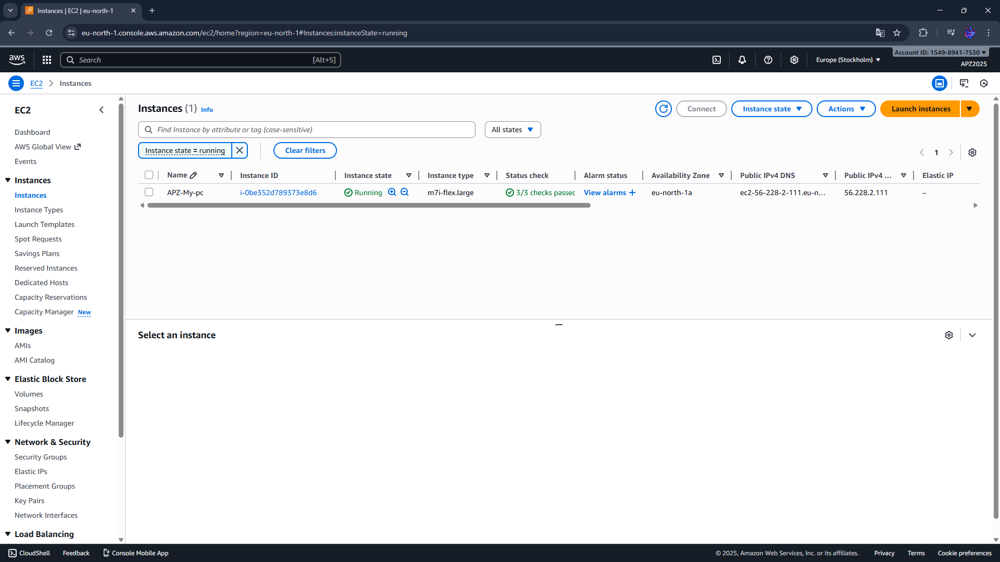 Instances | EC2 | eu-north-1
eu-north-1.console.aws.amazon.com/ec2/home?region=eu-north-1#Instances:instanceState=running
aws
Search [Alt+S]
Europe (Stockholm)
Account ID: 1549-8941-7530
APZ2025
EC2 Instances
EC2
Dashboard
AWS Global View
Events
Instances
Instances
Instance Types
Launch Templates
Spot Requests
Savings Plans
Reserved Instances
Dedicated Hosts
Capacity Reservations
Capacity Manager New
Images
AMIs
AMI Catalog
Elastic Block Store
Volumes
Snapshots
Lifecycle Manager
Network & Security
Security Groups
Elastic IPs
Placement Groups
Key Pairs
Network Interfaces
Load Balancing
Instances (1) Info
Connect Instance state Actions Launch instances
Find Instance by attribute or tag (case-sensitive) All states
Instance state = running Clear filters
1
Name Instance ID Instance state Instance type Status check Alarm status Availability Zone Public IPv4 DNS Public IPv4 ... Elastic IP
APZ-My-pc i-0be352d789373e8d6 Running m7i-flex.large 3/3 checks passed View alarms + eu-north-1a ec2-56-228-2-111.eu-n... 56.228.2.111 –
Select an instance
CloudShell Feedback Console Mobile App © 2025, Amazon Web Services, Inc. or its affiliates. Privacy Terms Cookie preferences